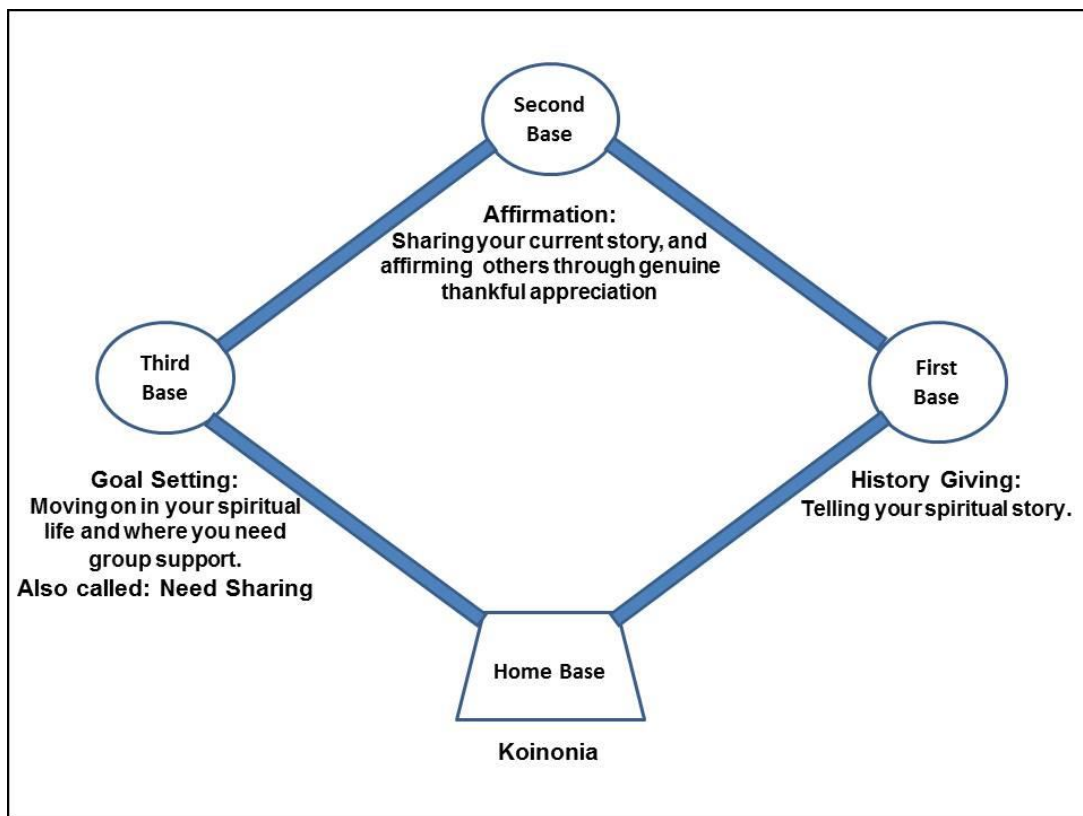 Second
Base
Affirmation:
Sharing your current story, and
affirming others through genuine
thankful appreciation
Third
Base
First
Base
Goal Setting:
Moving on in your spiritual
life and where you need
group support.
Also called: Need Sharing
History Giving:
Telling your spiritual story.
Home Base
Koinonia